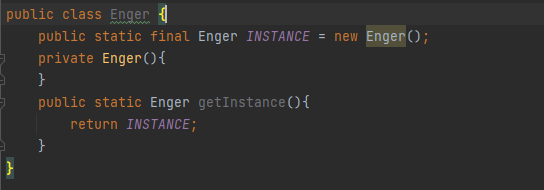 public class Enger {
public static final Enger INSTANCE = new Enger();
private Enger(){
}
public static Enger getInstance(){
return INSTANCE;
}
}